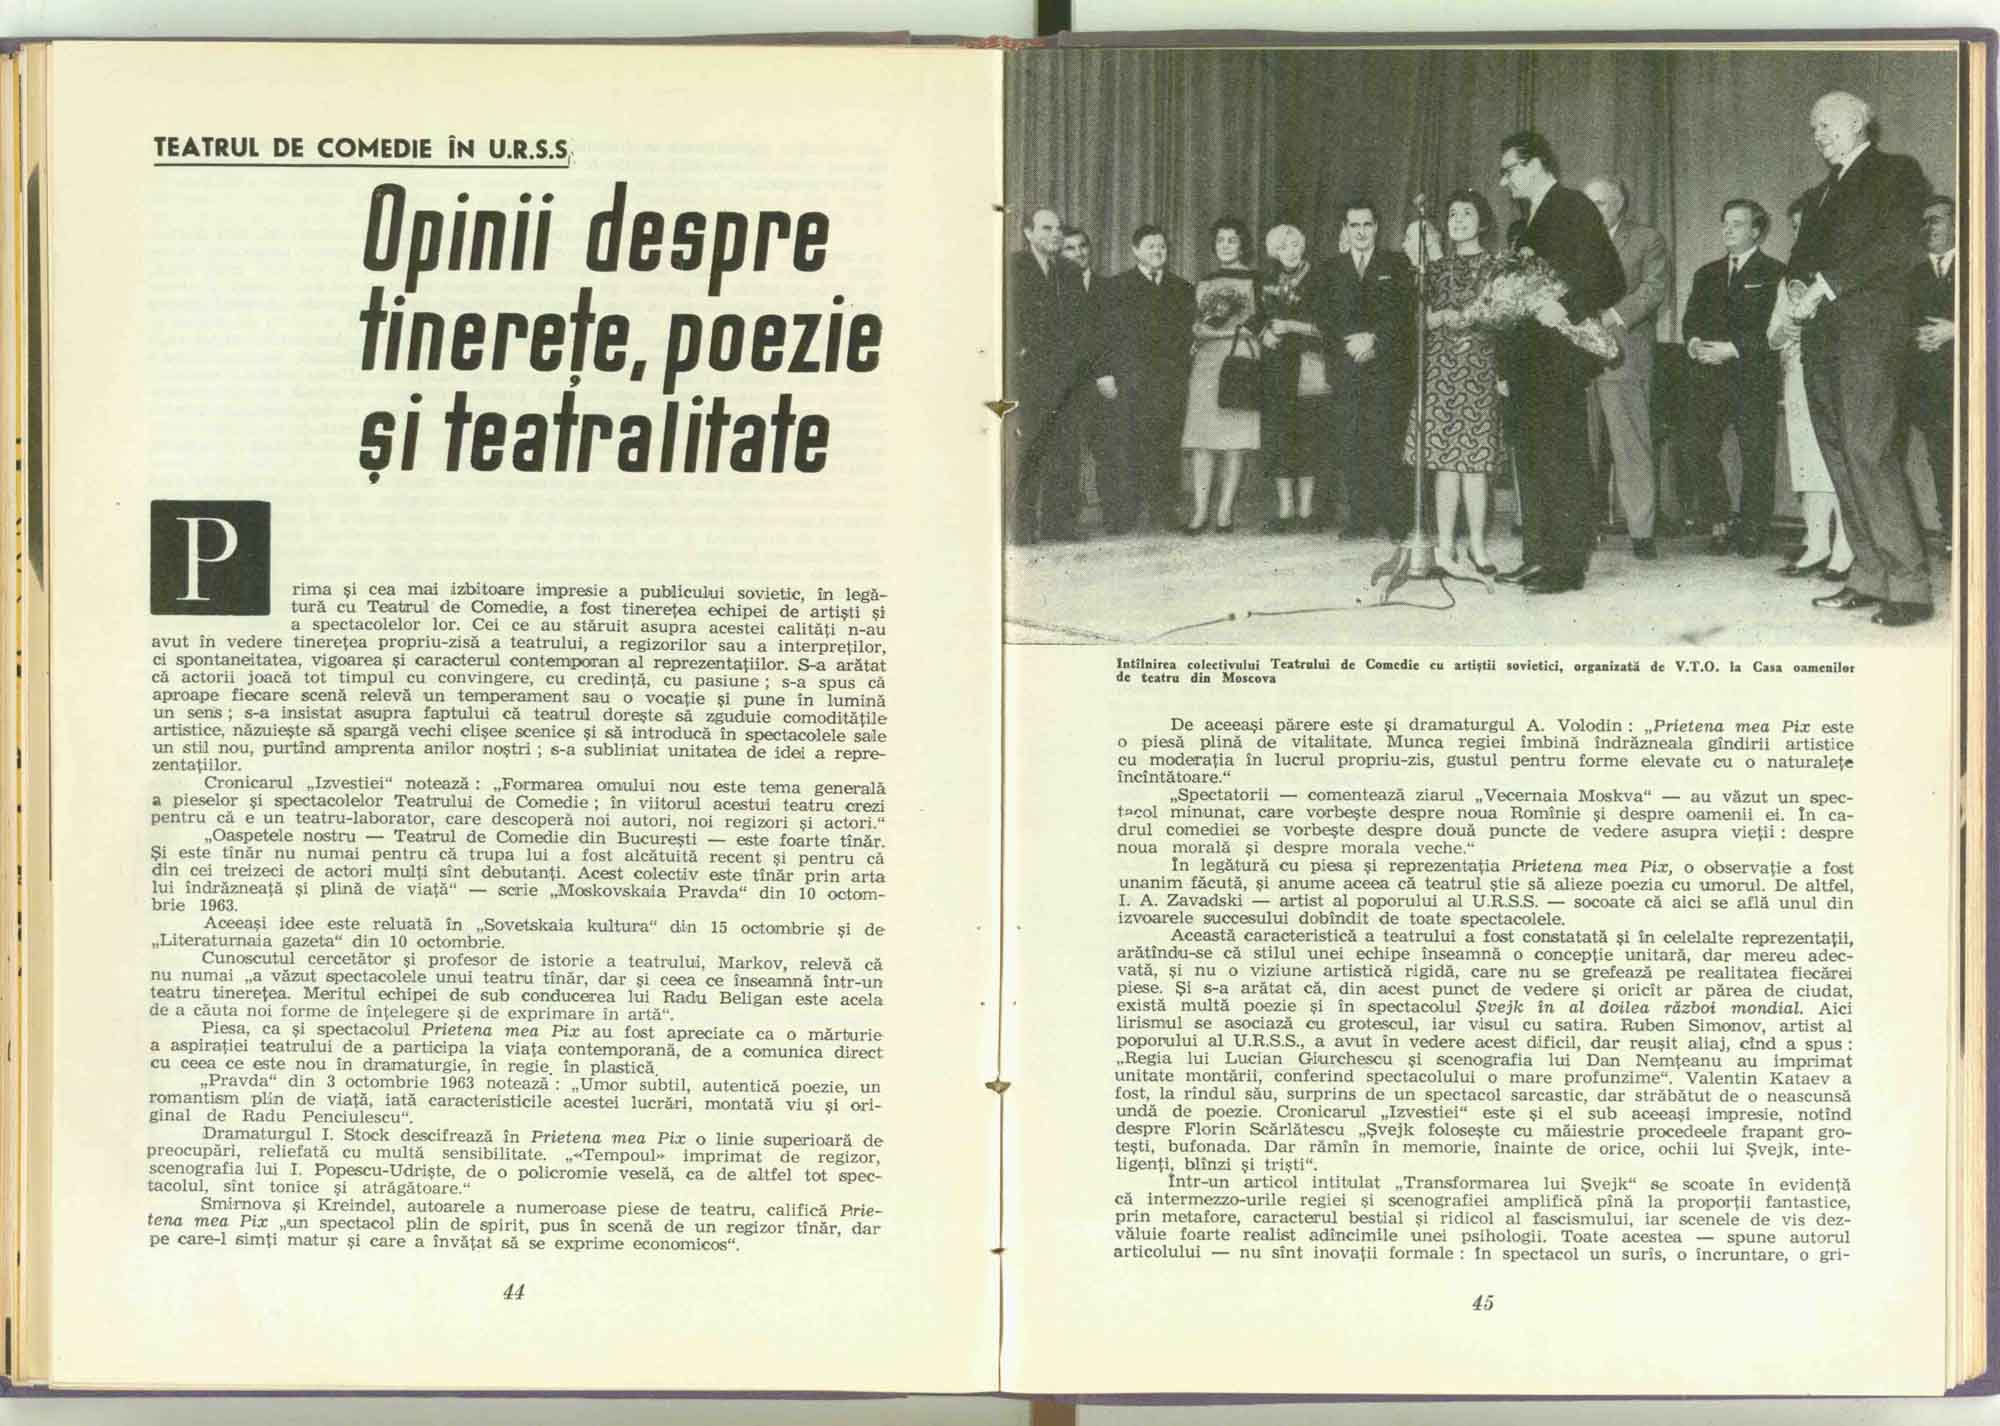 TEATRUL DE COMEDIE ÎN U.R.S.S.
Opinii despre
tinerețe, poezie
și teatralitate
P
rima și cea mai izbitoare impresie a publicului sovietic, în legă-
tură cu Teatrul de Comedie, a fost tinerețea echipei de artiști și
a spectacolelor lor. Cei ce au stăruit asupra acestei calități n-au
avut în vedere tinerețea propriu-zisă a teatrului, a regizorilor sau a interpreților,
ci spontaneitatea, vigoarea și caracterul contemporan al reprezentațiilor. S-a arătat
că actorii joacă tot timpul cu convingere, cu credință, cu pasiune ; s-a spus că
aproape fiecare scenă relevă un temperament sau o vocație și pune în lumină
un sens ; s-a insistat asupra faptului că teatrul dorește să zguduie comoditățile
artistice, năzuiește să spargă vechi clișee scenice și să introducă în spectacolele sale
un stil nou, purtînd amprenta anilor noștri ; s-a subliniat unitatea de idei a repre-
zentațiilor.
Cronicarul „Izvestiei“ notează : „Formarea omului nou este tema generală
a pieselor și spectacolelor Teatrului de Comedie ; în viitorul acestui teatru crezi
pentru că e un teatru-laborator, care descoperă noi autori, noi regizori și actori.“
„Oaspetele nostru — Teatrul de Comedie din București — este foarte tînăr.
Și este tînăr nu numai pentru că trupa lui a fost alcătuită recent și pentru că
din cei treizeci de actori mulți sînt debutanți. Acest colectiv este tînăr prin arta
lui îndrăzneață și plină de viață“ — scrie „Moskovskaia Pravda“ din 10 octom-
brie 1963.
Aceeași idee este reluată în „Sovetskaia kultura“ din 15 octombrie și de
„Literaturnaia gazeta“ din 10 octombrie.
Cunoscutul cercetător și profesor de istorie a teatrului, Markov, relevă că
nu numai „a văzut spectacolele unui teatru tînăr, dar și ceea ce înseamnă într-un
teatru tinerețea. Meritul echipei de sub conducerea lui Radu Beligan este acela
de a căuta noi forme de înțelegere și de exprimare în artă“.
Piesa, ca și spectacolul Prietena mea Pix au fost apreciate ca o mărturie
a aspirației teatrului de a participa la viața contemporană, de a comunica direct
cu ceea ce este nou în dramaturgie, în regie, în plastică.
„Pravda“ din 3 octombrie 1963 notează : „Umor subtil, autentică poezie, un
romantism plin de viață, iată caracteristicile acestei lucrări, montată viu și ori-
ginal de Radu Penciulescu“.
Dramaturgul I. Stock descifrează în Prietena mea Pix o linie superioară de
preocupări, reliefată cu multă sensibilitate. „«Tempoul» imprimat de regizor,
scenografia lui I. Popescu-Udriște, de o policromie veselă, ca de altfel tot spec-
tacolul, sînt tonice și atrăgătoare.“
Smirnova și Kreindel, autoarele a numeroase piese de teatru, califică Prie-
tena mea Pix „un spectacol plin de spirit, pus în scenă de un regizor tînăr, dar
pe care-l simți matur și care a învățat să se exprime economicos“.
44
Intîlnirea colectivului Teatrului de Comedie cu artiștii sovietici, organizată de V.T.O. la Casa oamenilor
de teatru din Moscova
De aceeași părere este și dramaturgul A. Volodin : „Prietena mea Pix este
o piesă plină de vitalitate. Munca regiei îmbină îndrăzneala gîndirii artistice
cu moderația în lucrul propriu-zis, gustul pentru forme elevate cu o naturalețe
încîntătoare.“
„Spectatorii — comentează ziarul „Vecernaia Moskva“ — au văzut un spec-
tacol minunat, care vorbește despre noua Romînie și despre oamenii ei. În ca-
drul comediei se vorbește despre două puncte de vedere asupra vieții : despre
noua morală și despre morala veche.“
În legătură cu piesa și reprezentația Prietena mea Pix, o observație a fost
unanim făcută, și anume aceea că teatrul știe să alieze poezia cu umorul. De altfel,
I. A. Zavadski — artist al poporului al U.R.S.S. — socoate că aici se află unul din
izvoarele succesului dobîndit de toate spectacolele.
Această caracteristică a teatrului a fost constatată și în celelalte reprezentații,
arătîndu-se că stilul unei echipe înseamnă o concepție unitară, dar mereu adec-
vată, și nu o viziune artistică rigidă, care nu se grefează pe realitatea fiecărei
piese. Și s-a arătat că, din acest punct de vedere și oricît ar părea de ciudat,
există multă poezie și în spectacolul Șvejk în al doilea război mondial. Aici
lirismul se asociază cu grotescul, iar visul cu satira. Ruben Simonov, artist al
poporului al U.R.S.S., a avut în vedere acest dificil, dar reușit aliaj, cînd a spus :
„Regia lui Lucian Giurchescu și scenografia lui Dan Nemțeanu au imprimat
unitate montării, conferind spectacolului o mare profunzime“. Valentin Kataev a
fost, la rîndul său, surprins de un spectacol sarcastic, dar străbătut de o neascunsă
undă de poezie. Cronicarul „Izvestiei“ este și el sub aceeași impresie, notînd
despre Florin Scărlătescu „Șvejk folosește cu măiestrie procedeele frapant gro-
tești, bufonada. Dar rămîn în memorie, înainte de orice, ochii lui Șvejk, inte-
ligenți, blînzi și triști“.
Într-un articol intitulat „Transformarea lui Șvejk“ se scoate în evidență
că intermezzo-urile regiei și scenografiei amplifică pînă la proporții fantastice,
prin metafore, caracterul bestial și ridicol al fascismului, iar scenele de vis dez-
văluie foarte realist adîncimile unei psihologii. Toate acestea — spune autorul
articolului — nu sînt inovații formale : în spectacol un surîs, o încruntare, o gri-
45